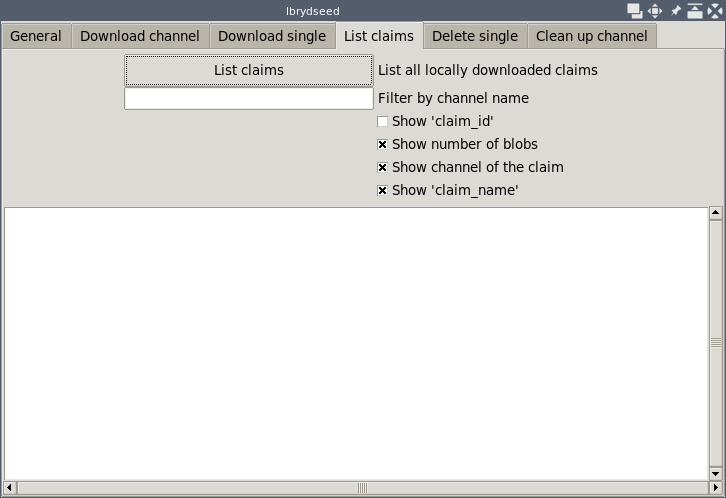 lbrydseed
General Download channel Download single List claims Delete single Clean up channel
List claims List all locally downloaded claims
Filter by channel name
Show 'claim_id'
Show number of blobs
Show channel of the claim
Show 'claim_name'